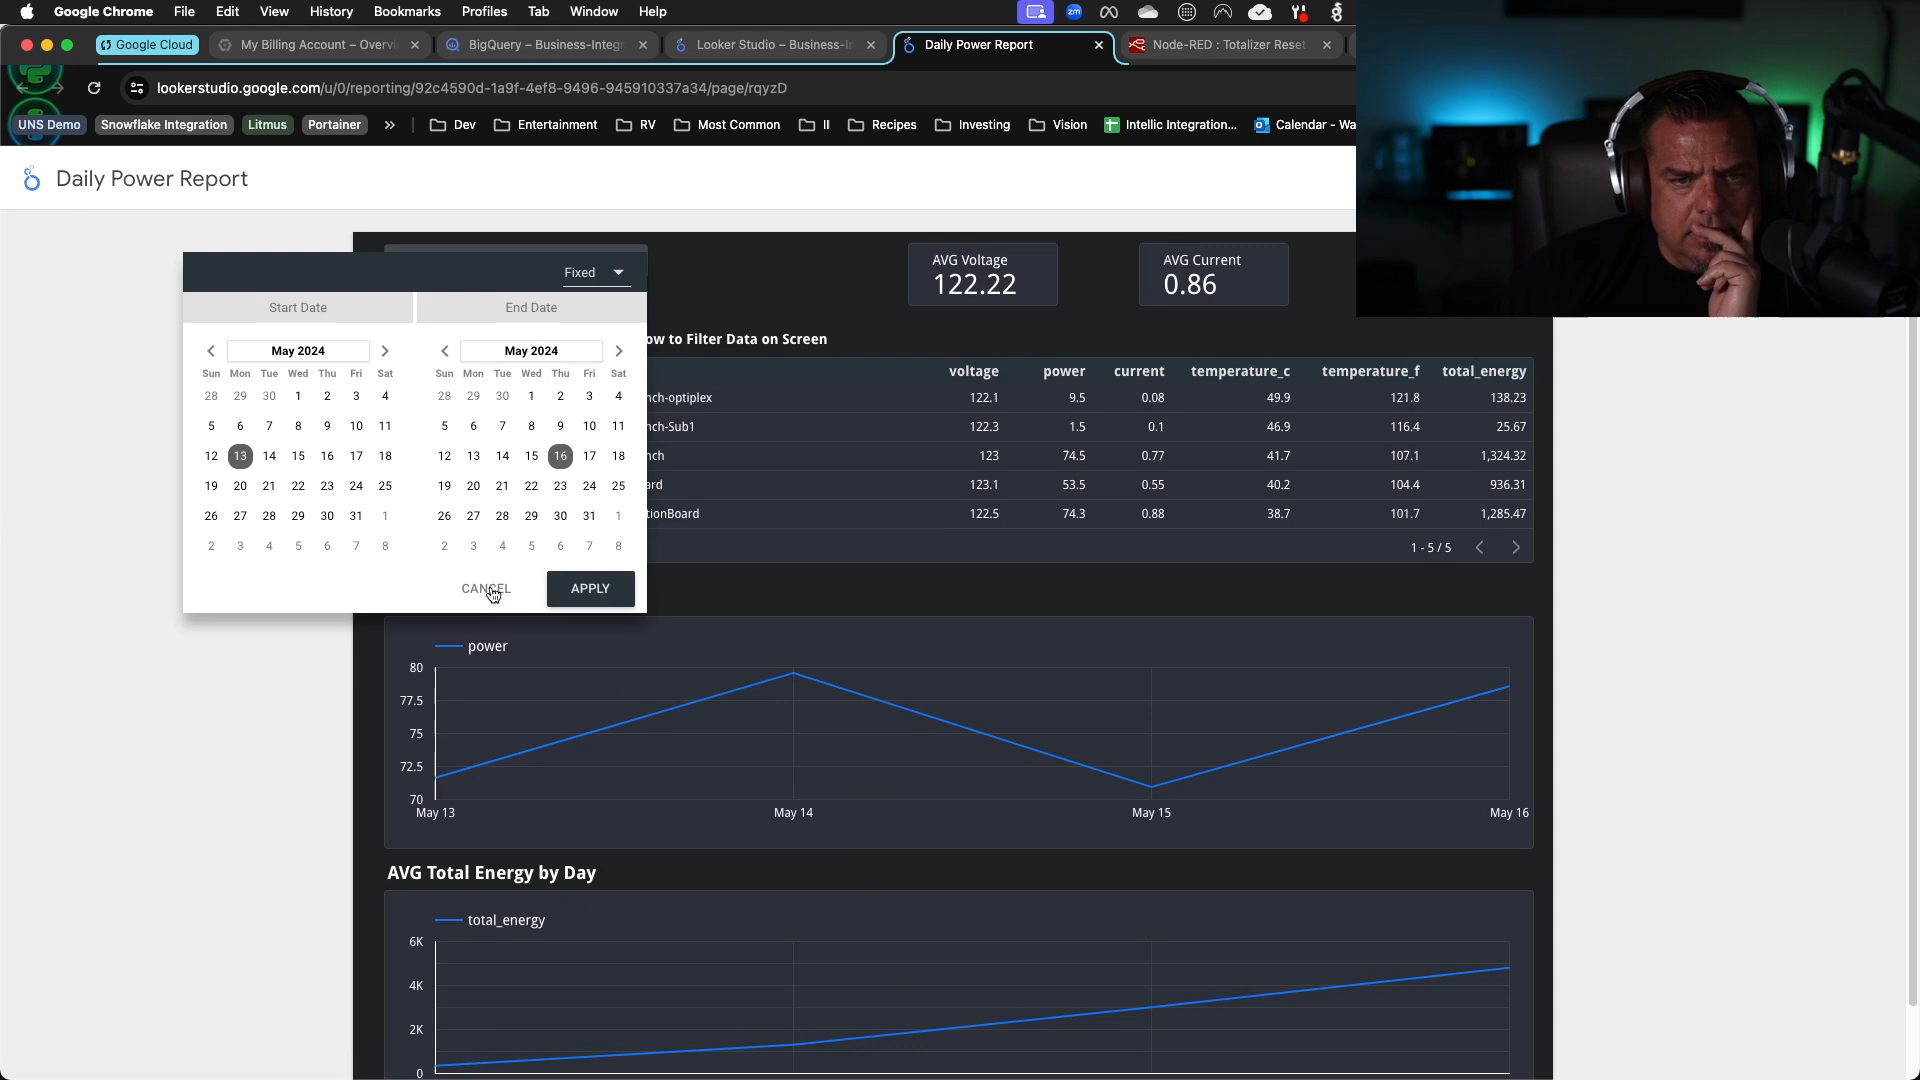 Google Chrome File Edit View History Bookmarks Profiles Tab Window Help
zm
Google Cloud My Billing Account – Overvi BigQuery – Business-Integr Looker Studio – Business-In Daily Power Report Node-RED : Totalizer Reset
lookerstudio.google.com/u/0/reporting/92c4590d-1a9f-4ef8-9496-945910337a34/page/rqyzD
UNS Demo Snowflake Integration Litmus Portainer » Dev Entertainment RV Most Common II Recipes Investing Vision Intellic Integration... Calendar - Wa
Daily Power Report
Fixed
Start Date End Date
May 2024 May 2024
Sun Mon Tue Wed Thu Fri Sat Sun Mon Tue Wed Thu Fri Sat
28 29 30 1 2 3 4 28 29 30 1 2 3 4
5 6 7 8 9 10 11 5 6 7 8 9 10 11
12 13 14 15 16 17 18 12 13 14 15 16 17 18
19 20 21 22 23 24 25 19 20 21 22 23 24 25
26 27 28 29 30 31 1 26 27 28 29 30 31 1
2 3 4 5 6 7 8 2 3 4 5 6 7 8
CANCEL APPLY
AVG Voltage
122.22
AVG Current
0.86
ow to Filter Data on Screen
voltage power current temperature_c temperature_f total_energy
nch-optiplex 122.1 9.5 0.08 49.9 121.8 138.23
nch-Sub1 122.3 1.5 0.1 46.9 116.4 25.67
nch 123 74.5 0.77 41.7 107.1 1,324.32
ard 123.1 53.5 0.55 40.2 104.4 936.31
tionBoard 122.5 74.3 0.88 38.7 101.7 1,285.47
1 - 5 / 5
power
80
77.5
75
72.5
70
May 13 May 14 May 15 May 16
AVG Total Energy by Day
total_energy
6K
4K
2K
0